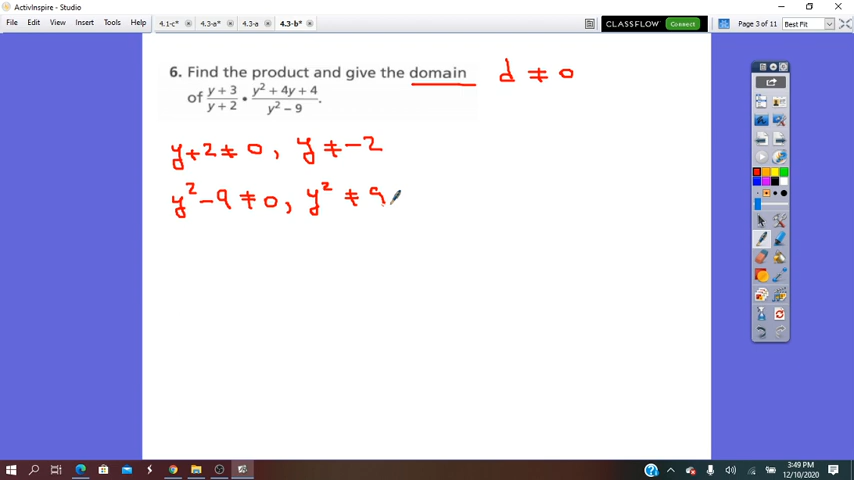 ActivInspire - Studio
File Edit View Insert Tools Help
4.1-c* 4.3-a* 4.3-a 4.3-b*
CLASSFLOW Connect Page 3 of 11 Best Fit
6. Find the product and give the domain d ≠ 0
of y + 3 / y + 2 • y² + 4y + 4 / y² − 9.
y+2 ≠ 0, y ≠ -2
y² - 9 ≠ 0, y² ≠ 9
3:49 PM
12/10/2020